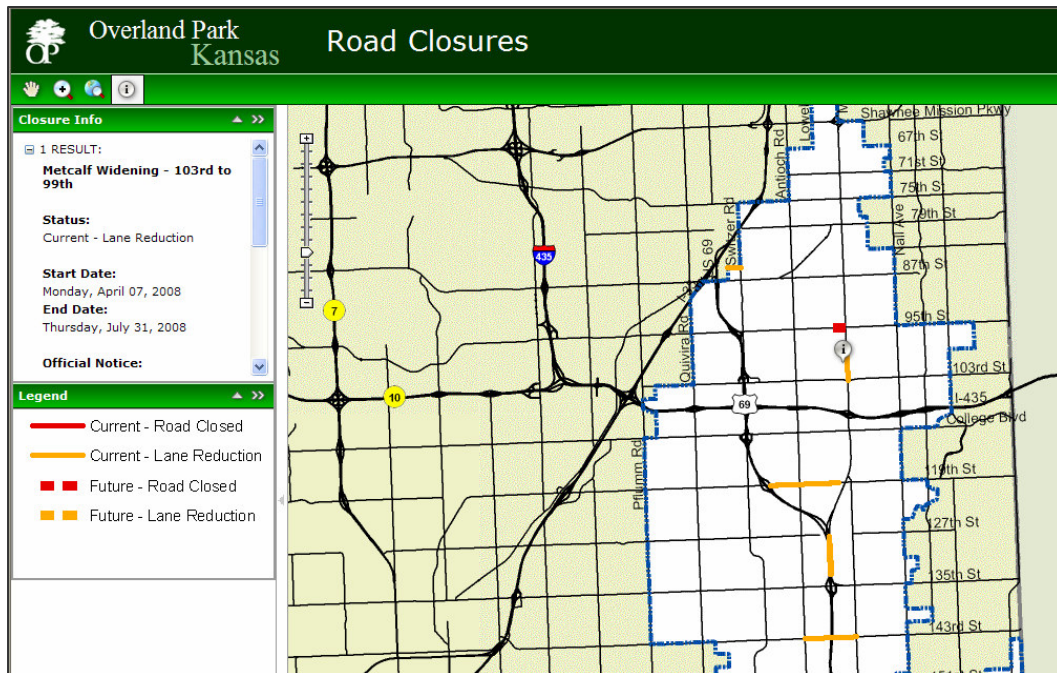 Overland Park
Kansas
OP
Road Closures
Closure Info
1 RESULT:
Metcalf Widening - 103rd to
99th
Status:
Current - Lane Reduction
Start Date:
Monday, April 07, 2008
End Date:
Thursday, July 31, 2008
Official Notice:
Legend
Current - Road Closed
Current - Lane Reduction
Future - Road Closed
Future - Lane Reduction
Shawnee Mission Pkwy
67th St
71st St
75th St
79th St
87th St
95th St
103rd St
I-435
College Blvd
119th St
127th St
135th St
143rd St
Lowel
Antioch Rd
Switzer Rd
Nall Ave
Quivira Rd
Pflumm Rd
435
7
10
69